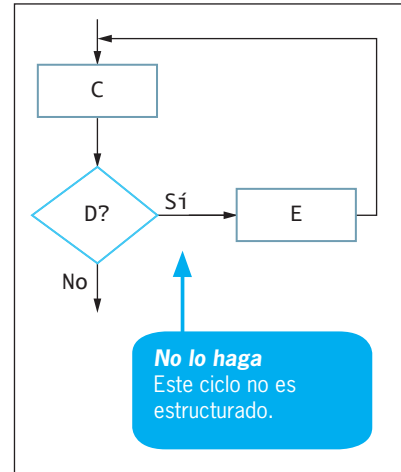 C
D?
Sí
E
No
No lo haga
Este ciclo no es
estructurado.